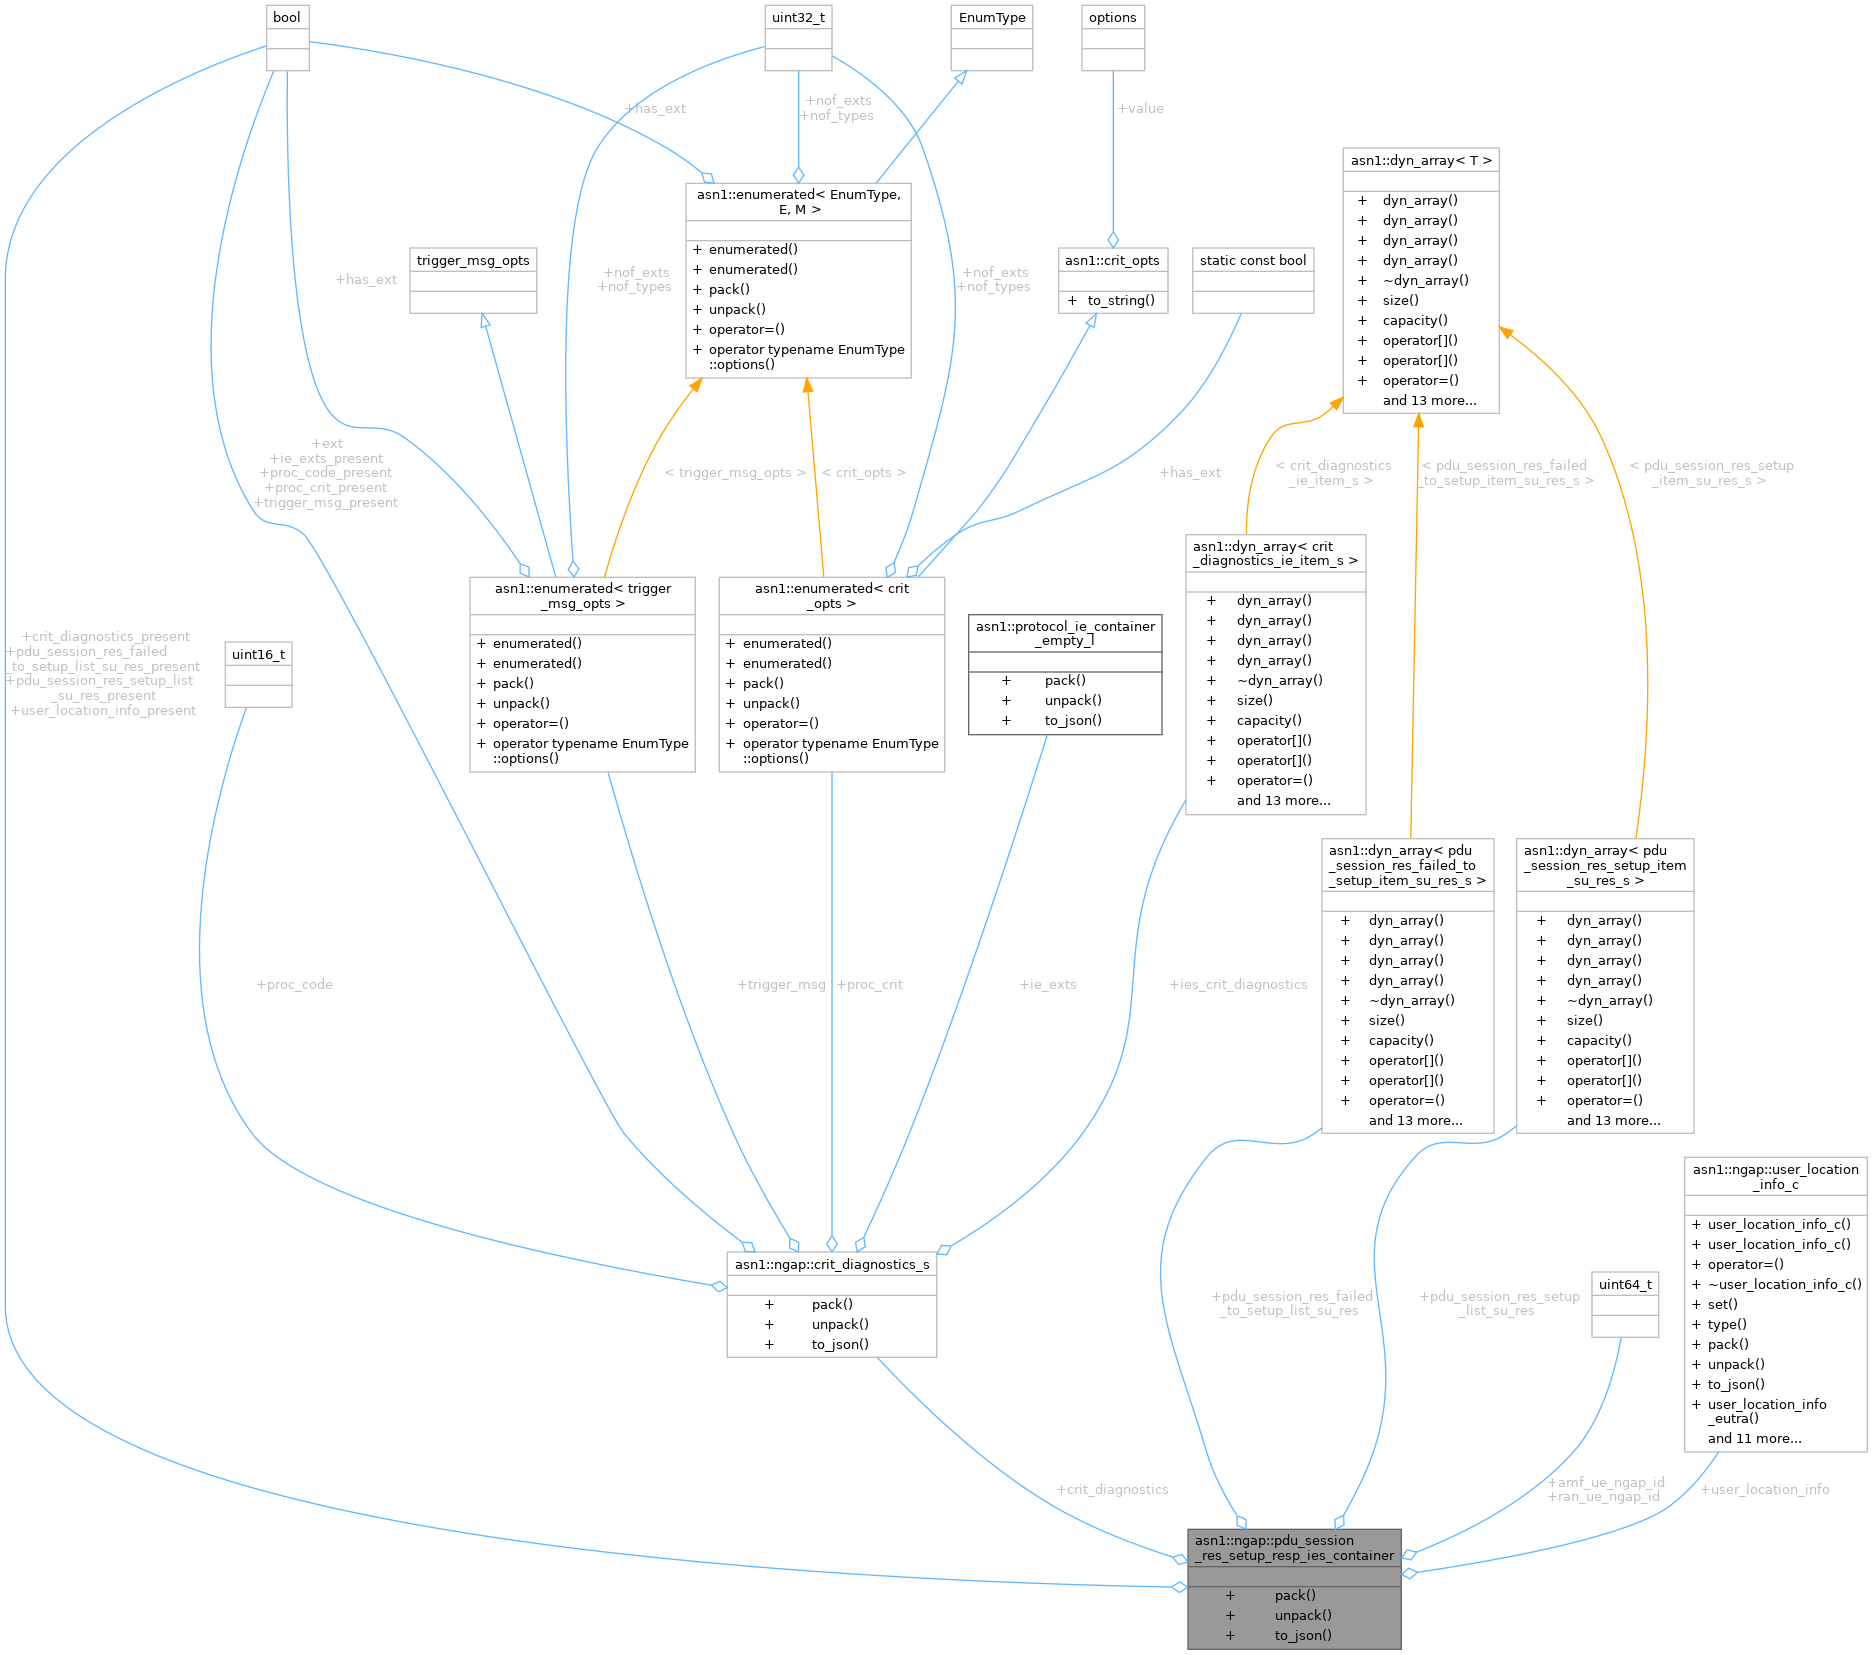 bool
uint32_t
EnumType
options
+has_ext
+nof_exts
+nof_types
+value
asn1::dyn_array< T >
+ dyn_array()
+ dyn_array()
+ dyn_array()
+ dyn_array()
+ ~dyn_array()
+ size()
+ capacity()
+ operator[]()
+ operator[]()
+ operator=()
and 13 more...
asn1::enumerated< EnumType,
E, M >
+ enumerated()
+ enumerated()
+ pack()
+ unpack()
+ operator=()
+ operator typename EnumType
::options()
trigger_msg_opts
asn1::crit_opts
+ to_string()
static const bool
+has_ext
+nof_exts
+nof_types
+nof_exts
+nof_types
+ext
+ie_exts_present
+proc_code_present
+proc_crit_present
+trigger_msg_present
< trigger_msg_opts >
< crit_opts >
+has_ext
< crit_diagnostics
_ie_item_s >
< pdu_session_res_failed
_to_setup_item_su_res_s >
< pdu_session_res_setup
_item_su_res_s >
asn1::enumerated< trigger
_msg_opts >
+ enumerated()
+ enumerated()
+ pack()
+ unpack()
+ operator=()
+ operator typename EnumType
::options()
asn1::enumerated< crit
_opts >
+ enumerated()
+ enumerated()
+ pack()
+ unpack()
+ operator=()
+ operator typename EnumType
::options()
asn1::protocol_ie_container
_empty_l
+ pack()
+ unpack()
+ to_json()
asn1::dyn_array< crit
_diagnostics_ie_item_s >
+ dyn_array()
+ dyn_array()
+ dyn_array()
+ dyn_array()
+ ~dyn_array()
+ size()
+ capacity()
+ operator[]()
+ operator[]()
+ operator=()
and 13 more...
+crit_diagnostics_present
+pdu_session_res_failed
_to_setup_list_su_res_present
+pdu_session_res_setup_list
_su_res_present
+user_location_info_present
uint16_t
asn1::dyn_array< pdu
_session_res_failed_to
_setup_item_su_res_s >
+ dyn_array()
+ dyn_array()
+ dyn_array()
+ dyn_array()
+ ~dyn_array()
+ size()
+ capacity()
+ operator[]()
+ operator[]()
+ operator=()
and 13 more...
asn1::dyn_array< pdu
_session_res_setup_item
_su_res_s >
+ dyn_array()
+ dyn_array()
+ dyn_array()
+ dyn_array()
+ ~dyn_array()
+ size()
+ capacity()
+ operator[]()
+ operator[]()
+ operator=()
and 13 more...
+proc_code
+trigger_msg
+proc_crit
+ie_exts
+ies_crit_diagnostics
asn1::ngap::user_location
_info_c
+ user_location_info_c()
+ user_location_info_c()
+ operator=()
+ ~user_location_info_c()
+ set()
+ type()
+ pack()
+ unpack()
+ to_json()
+ user_location_info
_eutra()
and 11 more...
asn1::ngap::crit_diagnostics_s
+ pack()
+ unpack()
+ to_json()
+pdu_session_res_failed
_to_setup_list_su_res
+pdu_session_res_setup
_list_su_res
uint64_t
+crit_diagnostics
+amf_ue_ngap_id
+ran_ue_ngap_id
+user_location_info
asn1::ngap::pdu_session
_res_setup_resp_ies_container
+ pack()
+ unpack()
+ to_json()